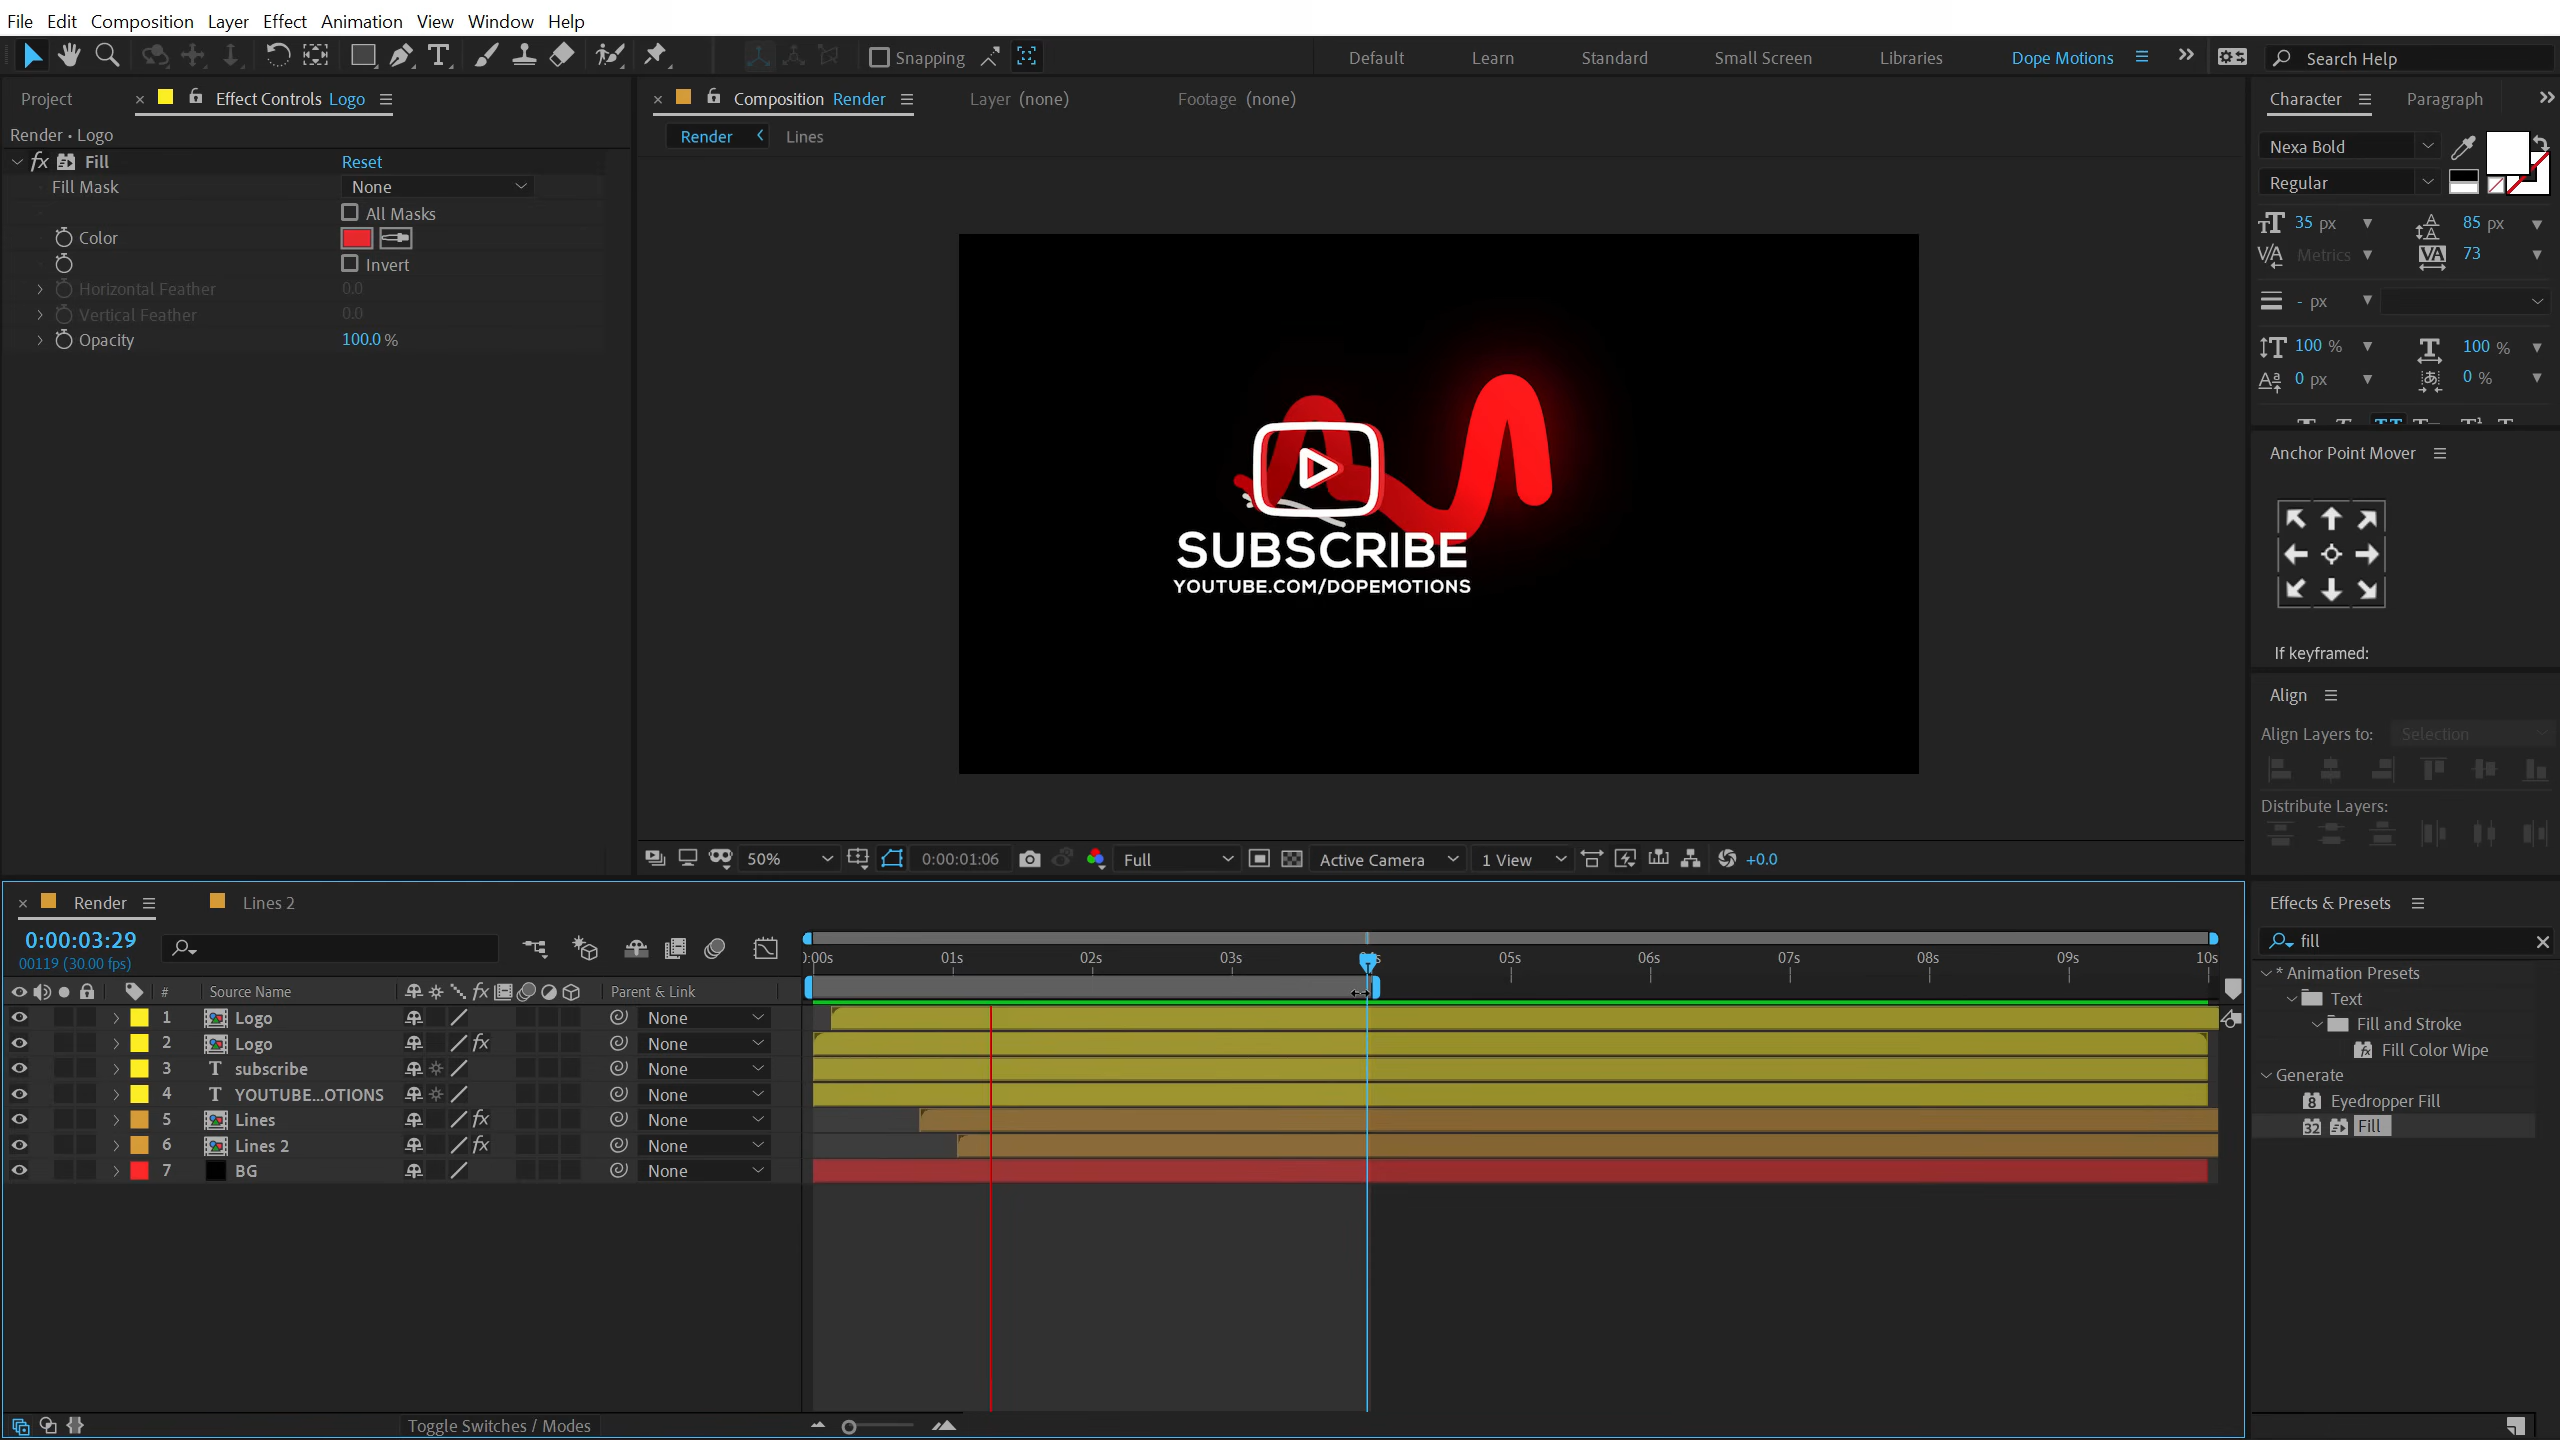 File Edit Composition Layer Effect Animation View Window Help
Snapping
Default Learn Standard Small Screen Libraries Dope Motions
Search Help
Project
Effect Controls Logo
Render • Logo
fx Fill Reset
Fill Mask None
All Masks
Color
Invert
Horizontal Feather 0.0
Vertical Feather 0.0
Opacity 100.0 %
Composition Render
Layer (none)
Footage (none)
Render Lines
SUBSCRIBE
YOUTUBE.COM/DOPEMOTIONS
50%
0:00:01:06
Full
Active Camera
1 View
+0.0
Character Paragraph
Nexa Bold
Regular
35 px 85 px
Metrics 73
- px
100 % 100 %
0 px 0 %
Anchor Point Mover
If keyframed:
Align
Align Layers to: Selection
Distribute Layers:
Effects & Presets
fill
* Animation Presets
Text
Fill and Stroke
Fill Color Wipe
Generate
8 Eyedropper Fill
32 Fill
Render Lines 2
0:00:03:29
00119 (30.00 fps)
# Source Name Parent & Link
1 Logo None
2 Logo fx None
3 T subscribe None
4 T YOUTUBE...OTIONS None
5 Lines fx None
6 Lines 2 fx None
7 BG None
01s 02s 03s 05s 06s 07s 08s 09s 10s
Toggle Switches / Modes